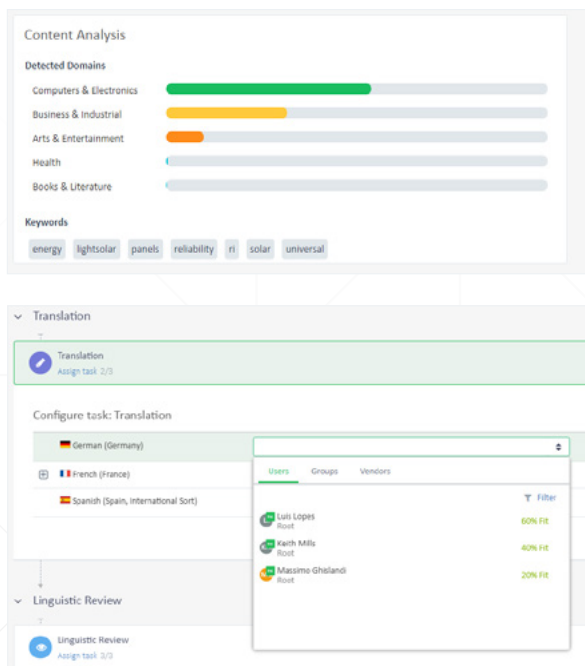 Content Analysis
Detected Domains
Computers & Electronics
Business & Industrial
Arts & Entertainment
Health
Books & Literature
Keywords
energy lightsolar panels reliability ri solar universal
Translation
Translation
Assign task 2/3
Configure task: Translation
German (Germany)
French (France)
Users Groups Vendors
Spanish (Spain, International Sort)
Filter
Luis Lopes
Root
60% Fit
Keith Mills
Root
40% Fit
Massimo Ghislandi
Root
20% Fit
Linguistic Review
Linguistic Review
Assign task 2/3